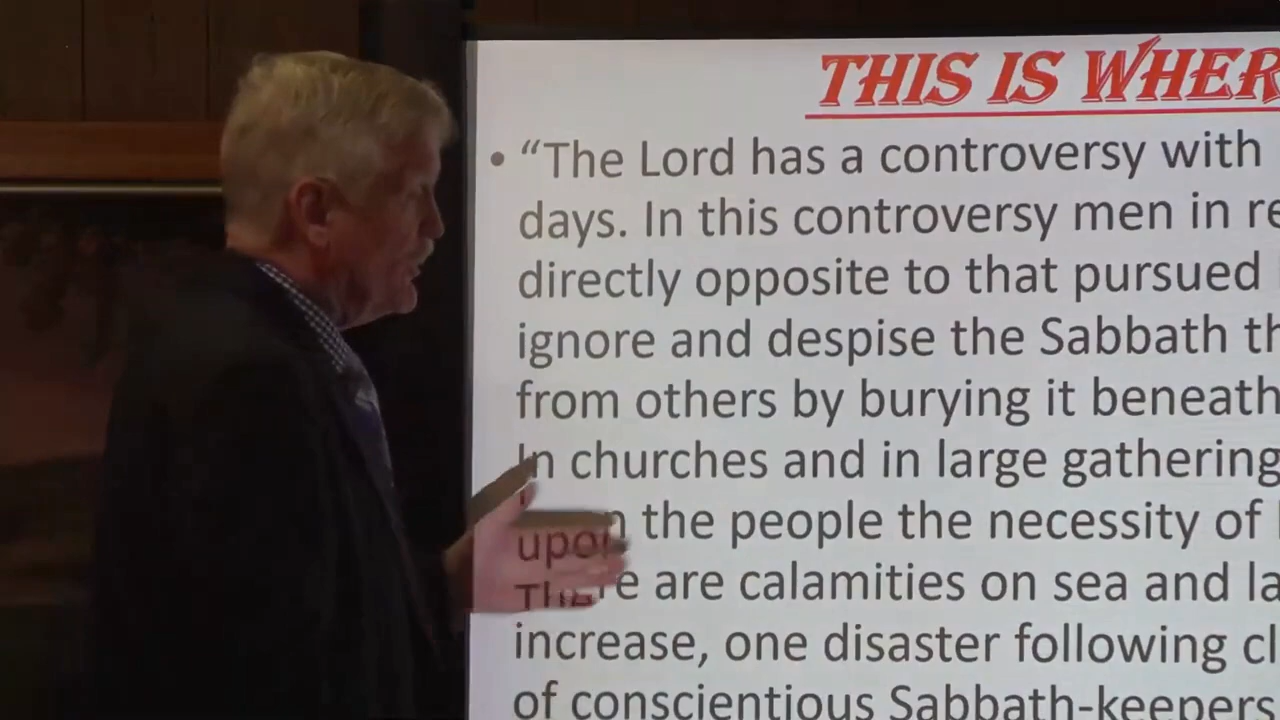 THIS IS WHER
• “The Lord has a controversy with
days. In this controversy men in re
directly opposite to that pursued
ignore and despise the Sabbath th
from others by burying it beneath
In churches and in large gathering
upon the people the necessity of
There are calamities on sea and la
increase, one disaster following cl
of conscientious Sabbath-keepers